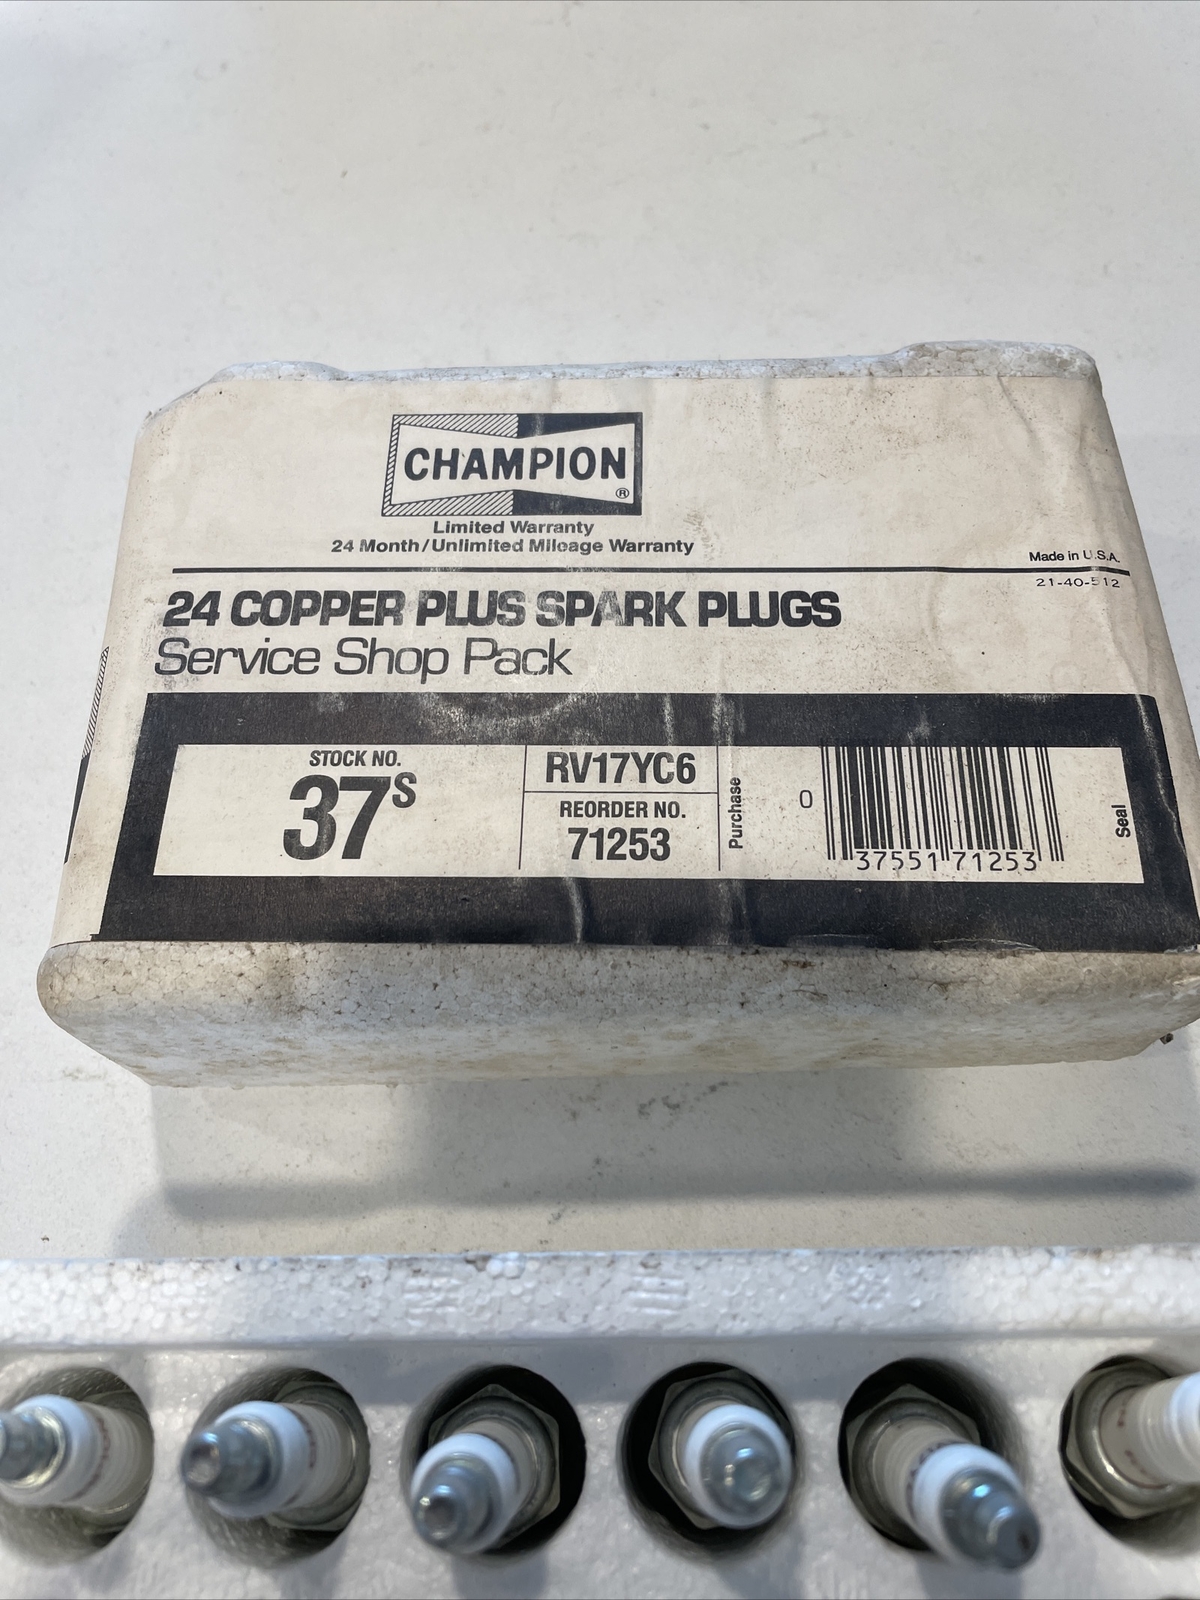 CHAMPION
®
Limited Warranty
24 Month/Unlimited Mileage Warranty
Made in U.S.A.
21-40-512
24 COPPER PLUS SPARK PLUGS
Service Shop Pack
STOCK NO.
37S
RV17YC6
REORDER NO.
71253
Purchase
0
37551 71253
Seal